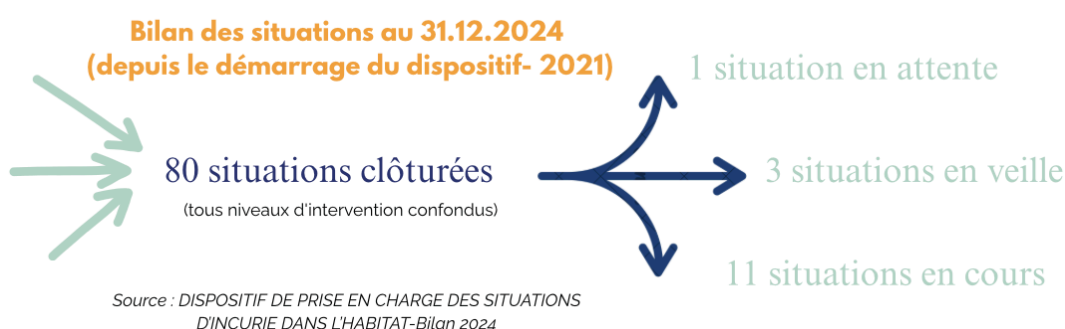 Bilan des situations au 31.12.2024
(depuis le démarrage du dispositif- 2021)
1 situation en attente
80 situations clôturées
3 situations en veille
(tous niveaux d'intervention confondus)
11 situations en cours
Source : DISPOSITIF DE PRISE EN CHARGE DES SITUATIONS
D'INCURIE DANS L'HABITAT-Bilan 2024